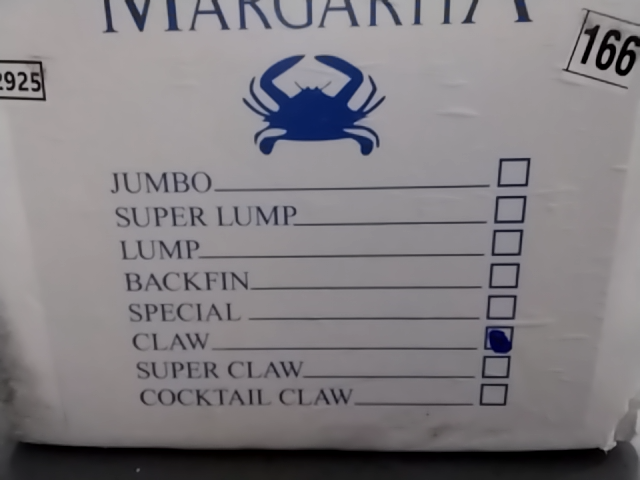 MARGARITA
2925
166
JUMBO
SUPER LUMP
LUMP
BACKFIN
SPECIAL
CLAW
SUPER CLAW
COCKTAIL CLAW